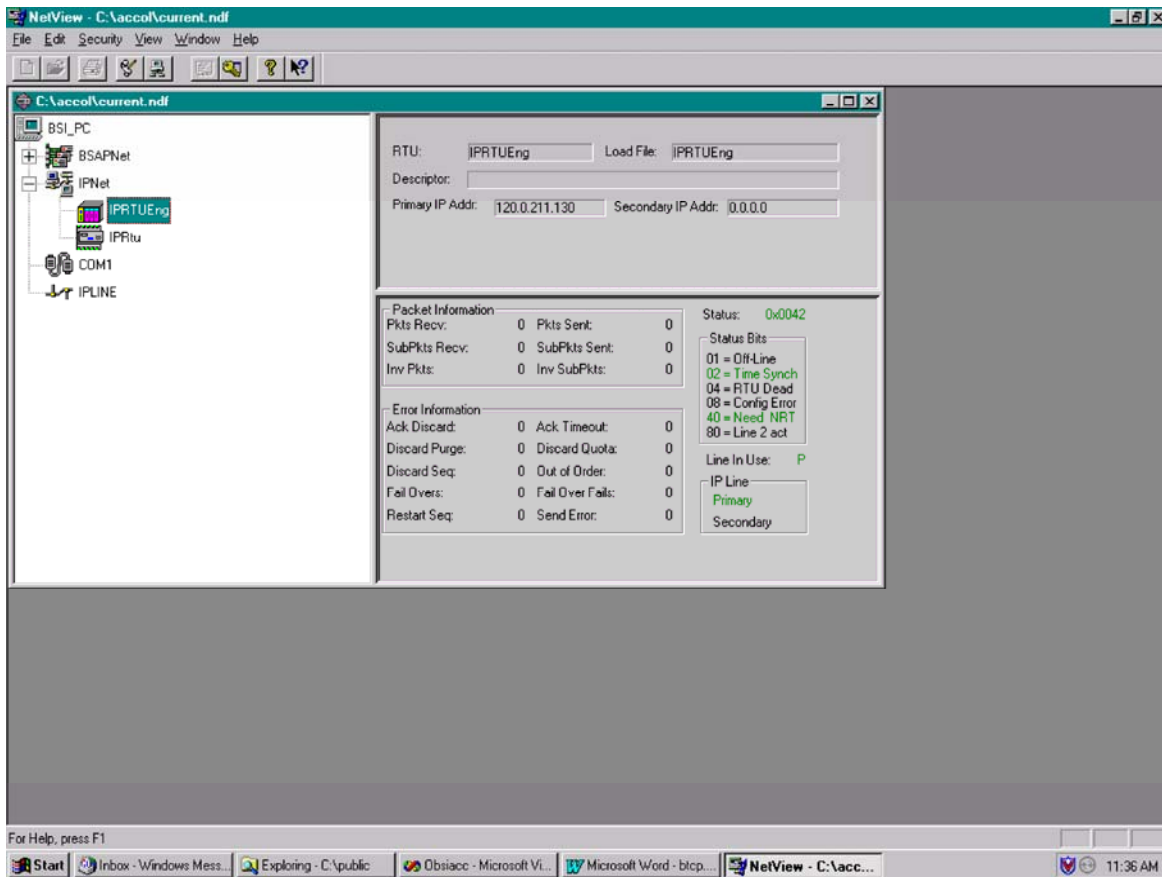 NetView - C:\accol\current.ndf
File Edit Security View Window Help
C:\accol\current.ndf
BSI_PC
BSAPNet
IPNet
IPRTUEng
IPRtu
COM1
IPLINE
RTU: IPRTUEng Load File: IPRTUEng
Descriptor:
Primary IP Addr: 120.0.211.130 Secondary IP Addr: 0.0.0.0
Packet Information
Pkts Recv: 0 Pkts Sent: 0
SubPkts Recv: 0 SubPkts Sent: 0
Inv Pkts: 0 Inv SubPkts: 0
Error Information
Ack Discard: 0 Ack Timeout: 0
Discard Purge: 0 Discard Quota: 0
Discard Seq: 0 Out of Order: 0
Fail Overs: 0 Fail Over Fails: 0
Restart Seq: 0 Send Error: 0
Status: 0x0042
Status Bits
01 = Off-Line
02 = Time Synch
04 = RTU Dead
08 = Config Error
40 = Need NRT
80 = Line 2 act
Line In Use: P
IP Line
Primary
Secondary
For Help, press F1
Start Inbox - Windows Mess... Exploring - C:\public Obsiacc - Microsoft Vi... Microsoft Word - btcp.... NetView - C:\acc... 11:36 AM